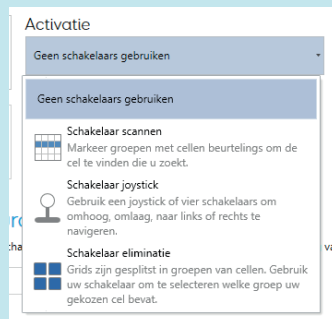 Activatie
Geen schakelaars gebruiken
Geen schakelaars gebruiken
Schakelaar scannen
Markeer groepen met cellen beurtelings om de
cel te vinden die u zoekt.
Schakelaar joystick
Gebruik een joystick of vier schakelaars om
omhoog, omlaag, naar links of rechts te
navigeren.
Schakelaar eliminatie
Grids zijn gesplitst in groepen van cellen. Gebruik
uw schakelaar om te selecteren welke groep uw
gekozen cel bevat.